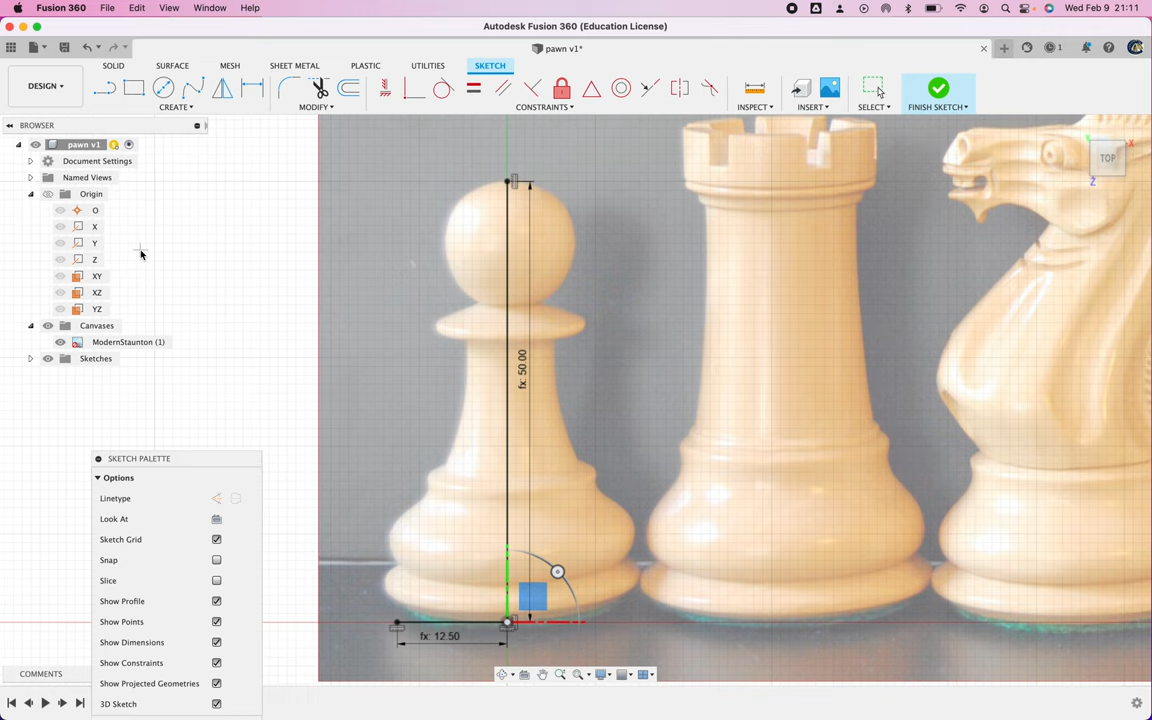 Fusion 360 File Edit View Window Help Wed Feb 9 21:11
Autodesk Fusion 360 (Education License)
pawn v1* 1
DESIGN SOLID SURFACE MESH SHEET METAL PLASTIC UTILITIES SKETCH
CREATE MODIFY CONSTRAINTS INSPECT INSERT SELECT FINISH SKETCH
BROWSER
pawn v1
Document Settings
Named Views
Origin
O
X
Y
Z
XY
XZ
YZ
Canvases
ModernStaunton (1)
Sketches
TOP
X
Z
fx: 50.00
fx: 12.50
SKETCH PALETTE
Options
Linetype
Look At
Sketch Grid
Snap
Slice
Show Profile
Show Points
Show Dimensions
Show Constraints
Show Projected Geometries
3D Sketch
COMMENTS